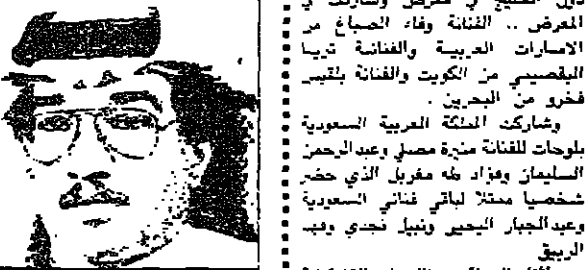 دول الخليج في معرض وشاركت في
المعرض .. الفنانة وفاء الصباغ من
الامارات العربية والفنانة ثريا
البقصمي من الكويت والفنانة بلقيس
فخرو من البحرين .
وشاركت المملكة العربية السعودية
بلوحات للفنانة منيرة مصلي وعبدالرحمن
السليمان وفؤاد طه مغربل الذي حضر
شخصيا ممثلا لباقي فناني السعودية
وعبدالجبار اليحيى ونبيل نجدي وفهد
الربيق